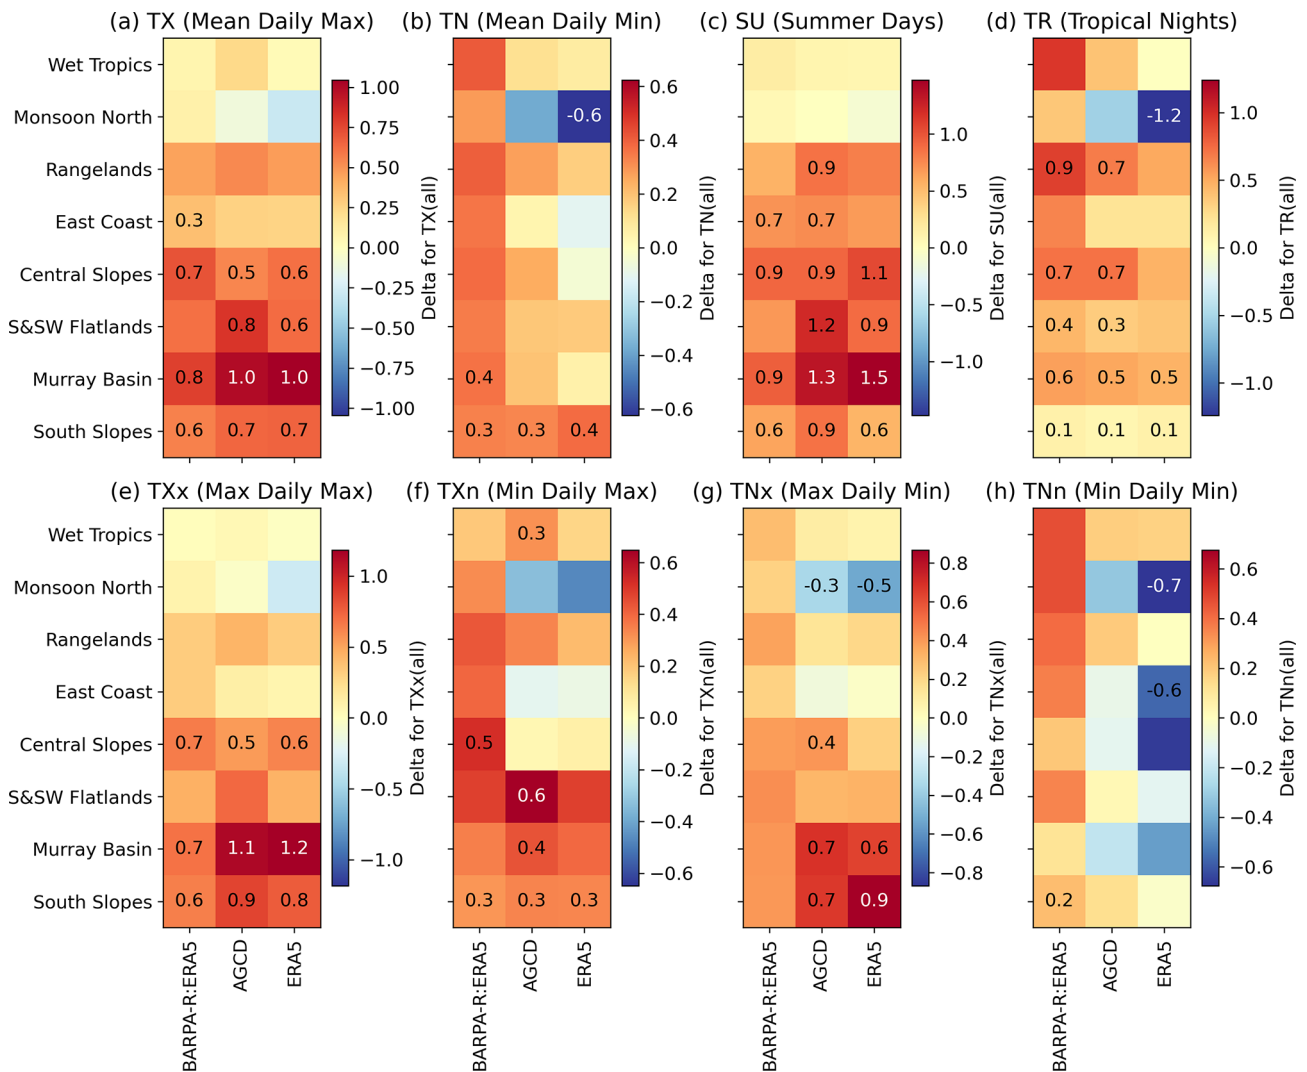 (a) TX (Mean Daily Max)
(b) TN (Mean Daily Min)
(c) SU (Summer Days)
(d) TR (Tropical Nights)
Wet Tropics
Monsoon North -0.6 -1.2
Rangelands 0.9 0.9 0.7
East Coast 0.3 0.7 0.7
Central Slopes 0.7 0.5 0.6 0.9 0.9 1.1 0.7 0.7
S&SW Flatlands 0.8 0.6 1.2 0.9 0.4 0.3
Murray Basin 0.8 1.0 1.0 0.4 0.9 1.3 1.5 0.6 0.5 0.5
South Slopes 0.6 0.7 0.7 0.3 0.3 0.4 0.6 0.9 0.6 0.1 0.1 0.1
1.00
0.75
0.50
0.25
0.00
−0.25
−0.50
−0.75
−1.00
Delta for TX(all)
0.6
0.4
0.2
0.0
−0.2
−0.4
−0.6
Delta for TN(all)
1.0
0.5
0.0
−0.5
−1.0
Delta for SU(all)
1.0
0.5
0.0
−0.5
−1.0
Delta for TR(all)
(e) TXx (Max Daily Max)
(f) TXn (Min Daily Max)
(g) TNx (Max Daily Min)
(h) TNn (Min Daily Min)
Wet Tropics 0.3
Monsoon North -0.3 -0.5 -0.7
Rangelands
East Coast -0.6
Central Slopes 0.7 0.5 0.6 0.5 0.4
S&SW Flatlands 0.6
Murray Basin 0.7 1.1 1.2 0.4 0.7 0.6
South Slopes 0.6 0.9 0.8 0.3 0.3 0.3 0.7 0.9 0.2
1.0
0.5
0.0
−0.5
−1.0
Delta for TXx(all)
0.6
0.4
0.2
0.0
−0.2
−0.4
−0.6
Delta for TXn(all)
0.8
0.6
0.4
0.2
0.0
−0.2
−0.4
−0.6
−0.8
Delta for TNx(all)
0.6
0.4
0.2
0.0
−0.2
−0.4
−0.6
Delta for TNn(all)
BARPA-R:ERA5
AGCD
ERA5
BARPA-R:ERA5
AGCD
ERA5
BARPA-R:ERA5
AGCD
ERA5
BARPA-R:ERA5
AGCD
ERA5